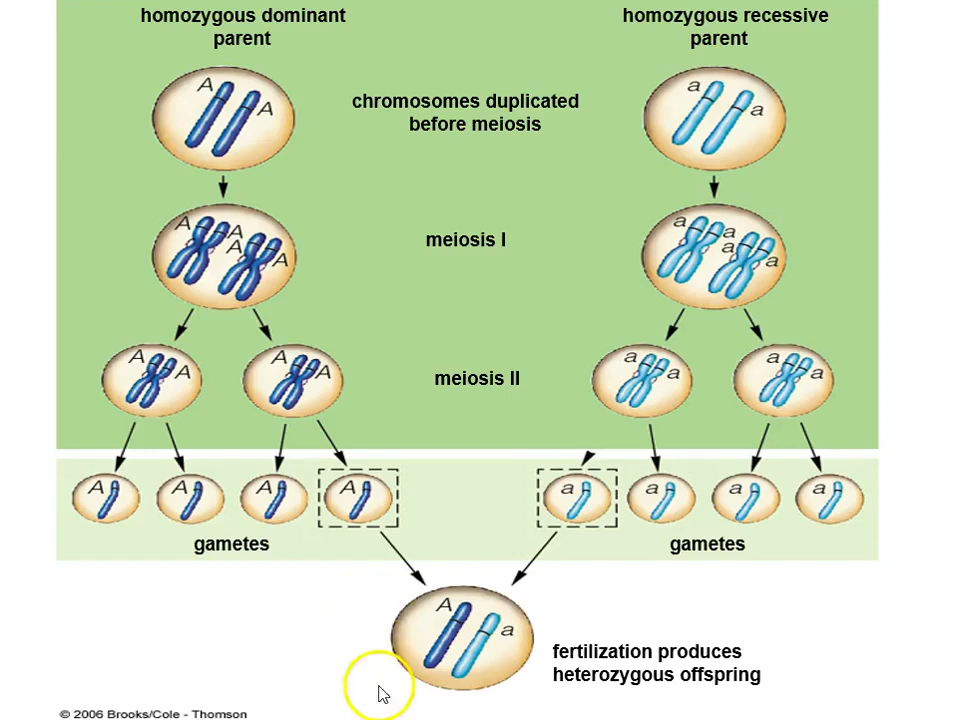 homozygous dominant
parent
homozygous recessive
parent
A
A
chromosomes duplicated
before meiosis
a
a
A
A
A
A
meiosis I
a
a
a
a
A
A
A
A
meiosis II
a
a
a
a
A
A
A
A
a
a
a
a
gametes
gametes
A
a
fertilization produces
heterozygous offspring
© 2006 Brooks/Cole - Thomson